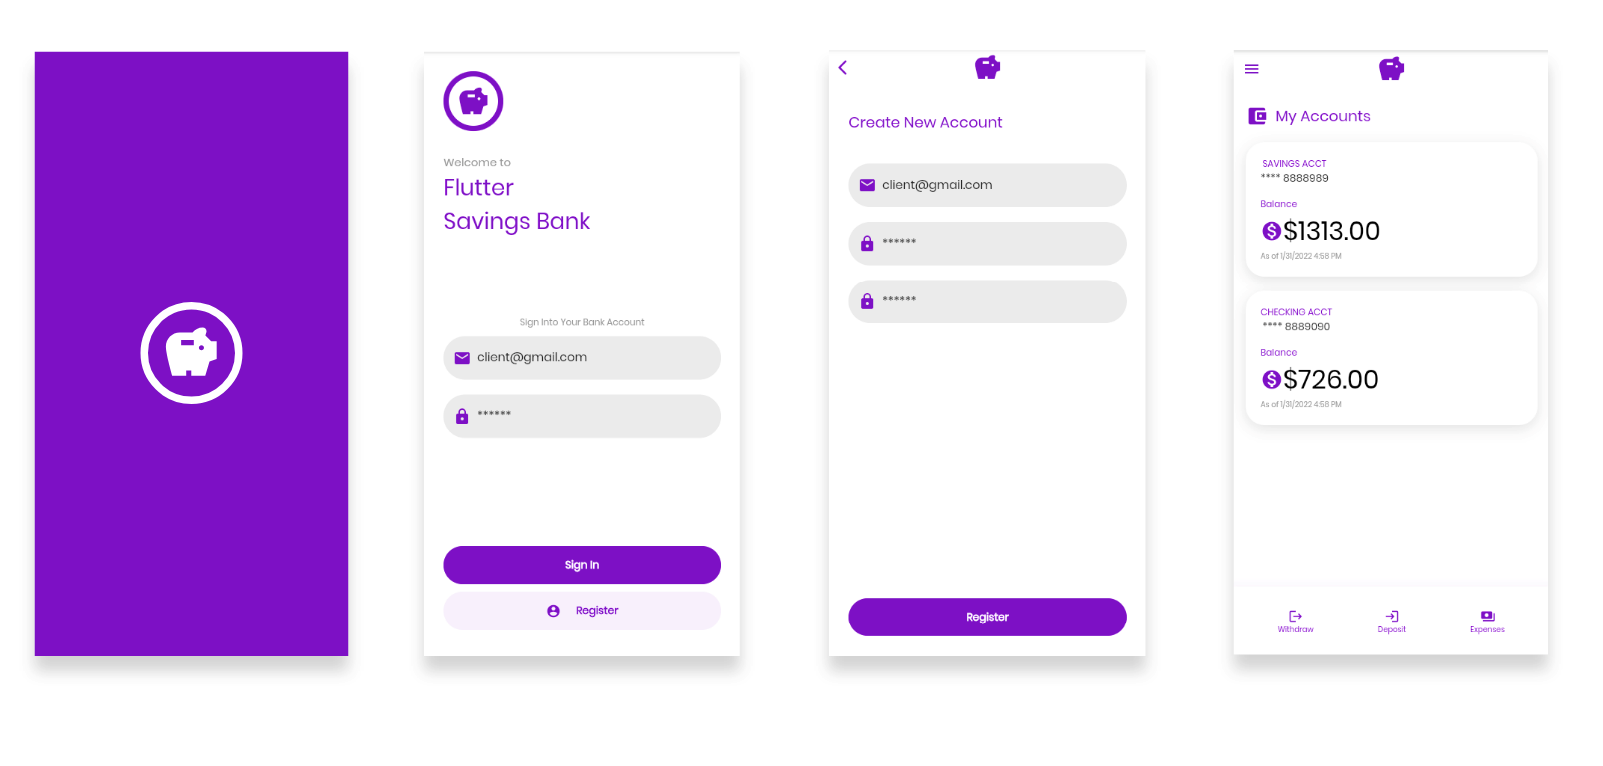 Welcome to
Flutter
Savings Bank
Sign Into Your Bank Account
client@gmail.com
******
Sign In
Register
Create New Account
client@gmail.com
******
******
Register
My Accounts
SAVINGS ACCT
**** 8888989
Balance
$1313.00
As of 1/31/2022 4:58 PM
CHECKING ACCT
**** 8889090
Balance
$726.00
As of 1/31/2022 4:58 PM
Withdraw
Deposit
Expenses